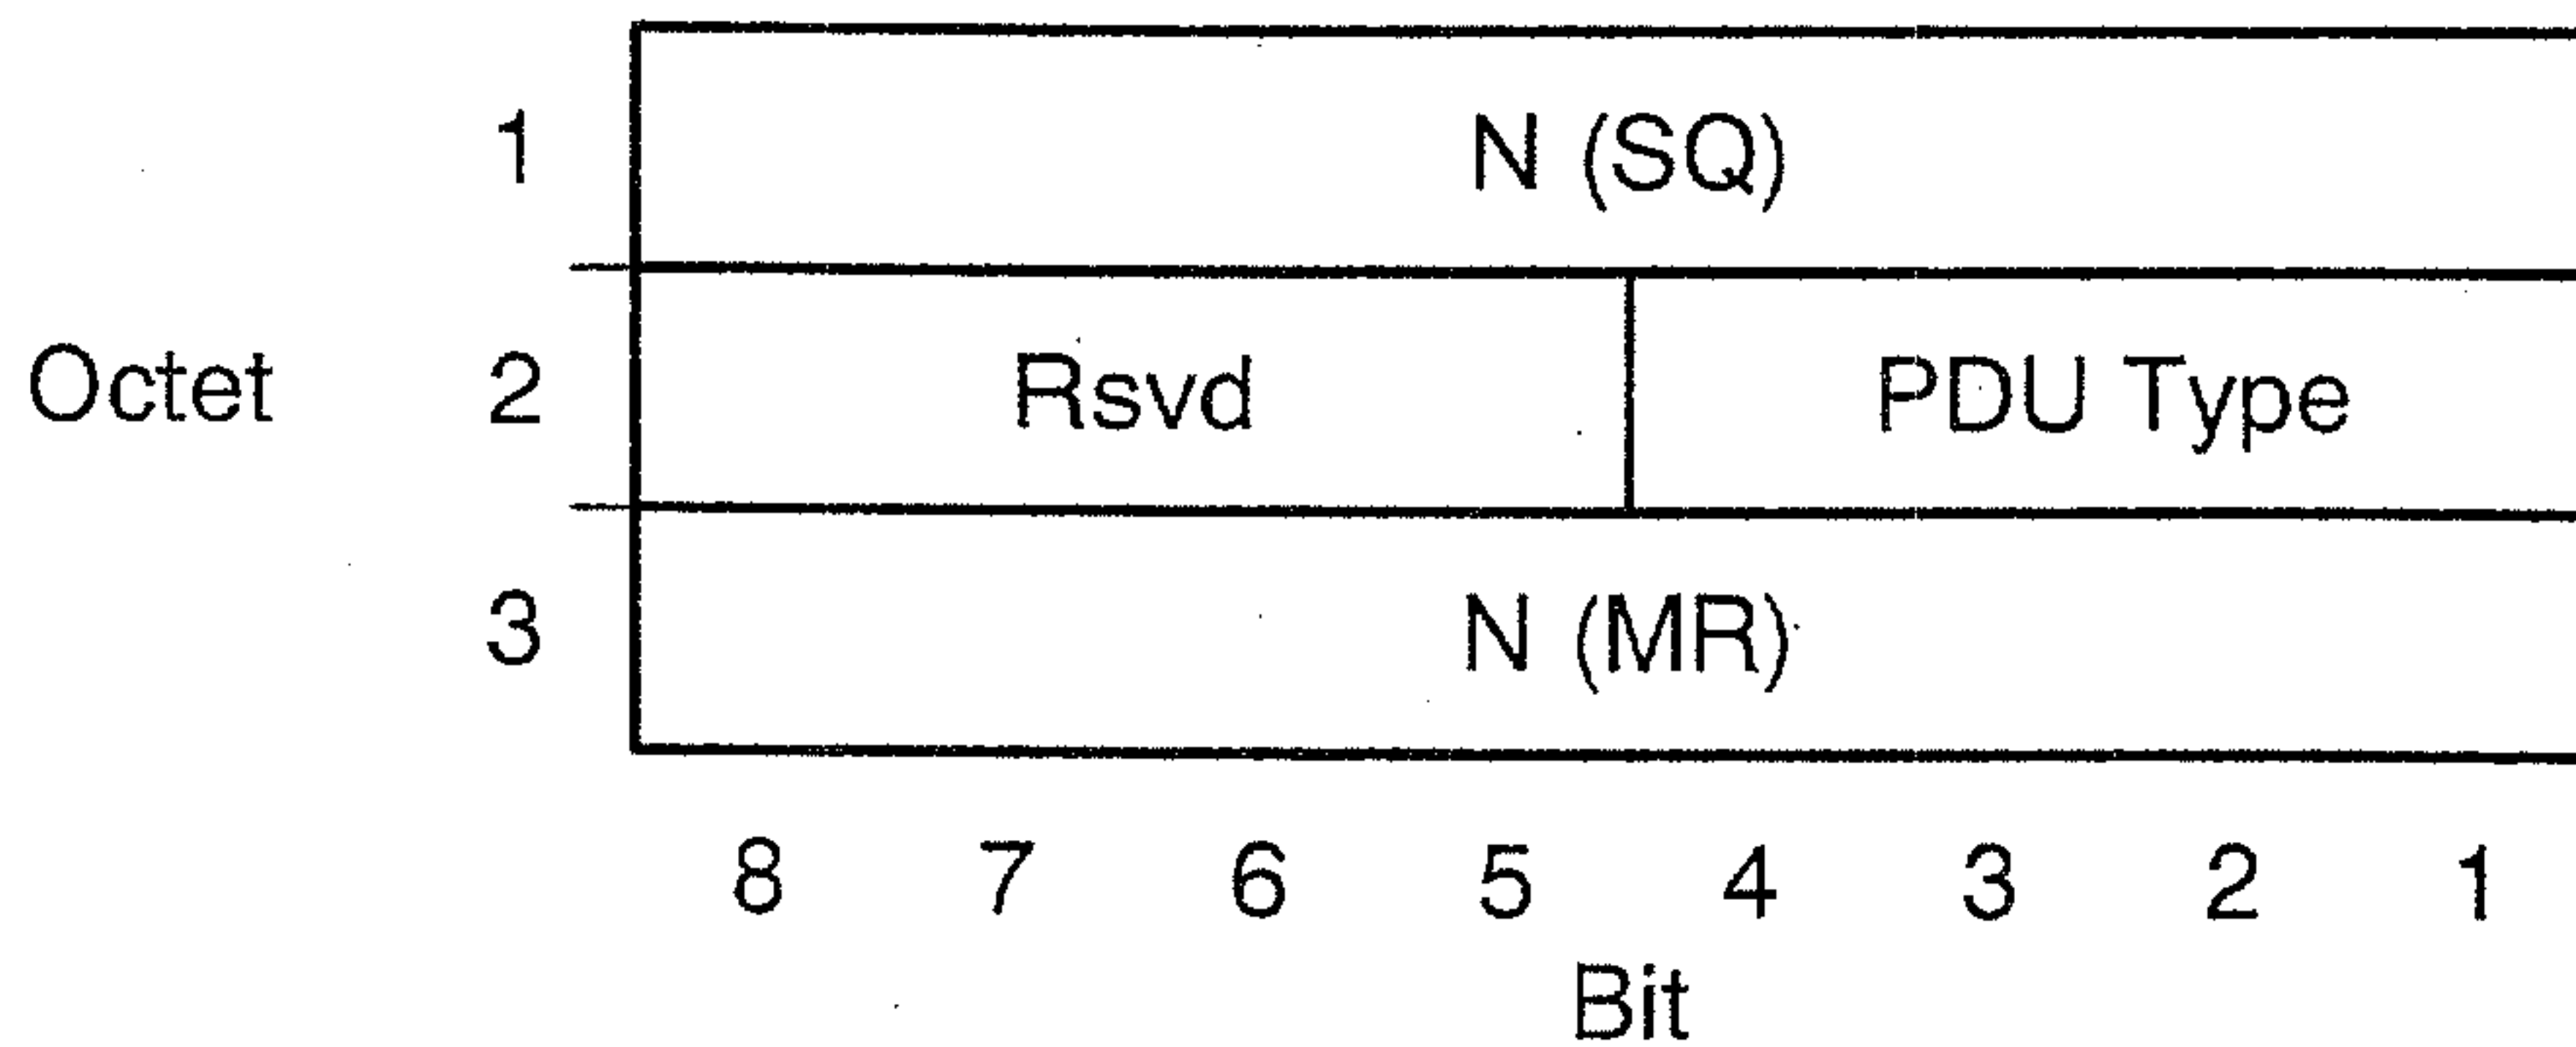 1 N (SQ)
Octet 2 Rsvd PDU Type
3 N (MR)
8 7 6 5 4 3 2 1
Bit